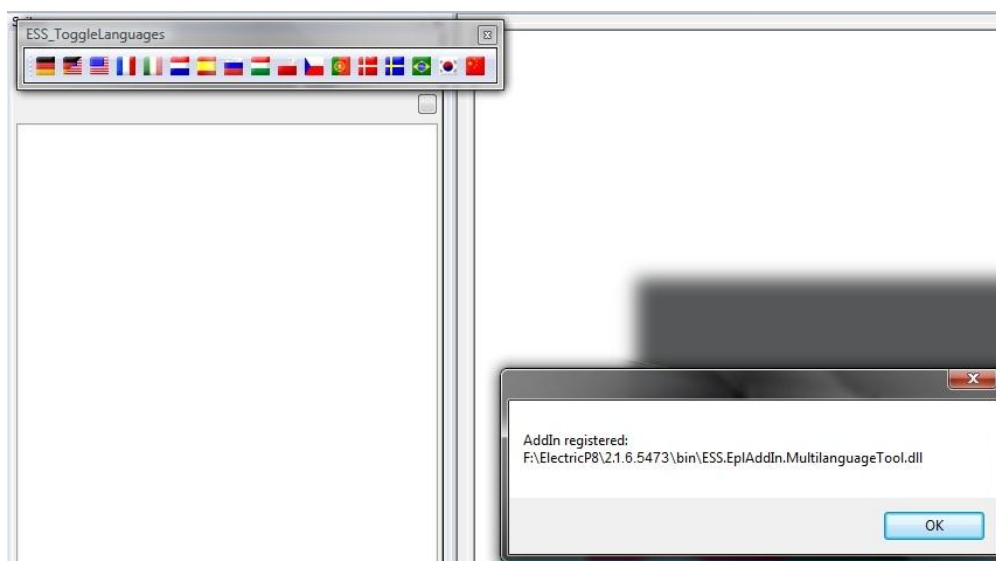 ESS_ToggleLanguages
AddIn registered:
F:\ElectricP8\2.1.6.5473\bin\ESS.EplAddIn.MultilanguageTool.dll
OK